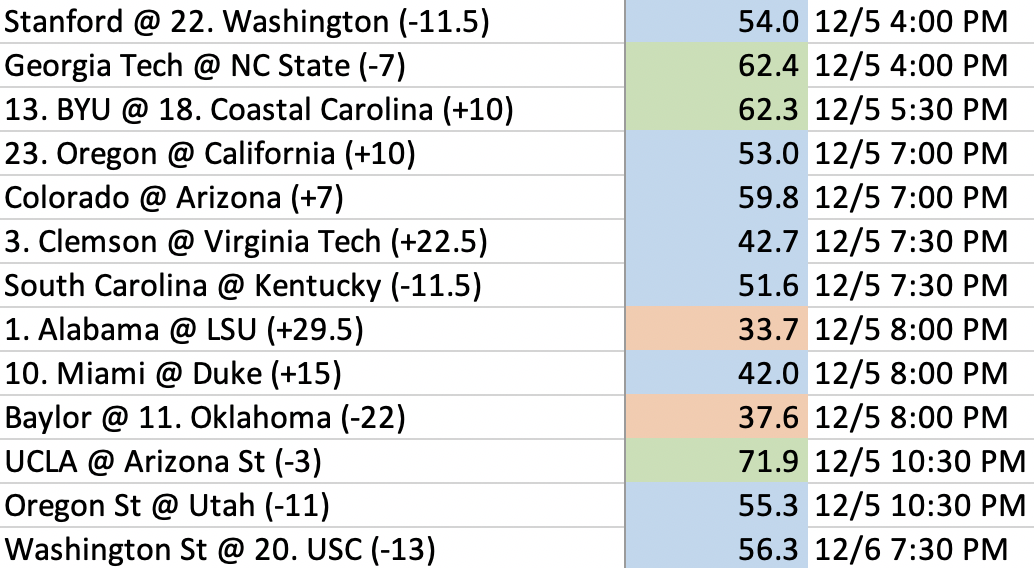 Stanford @ 22. Washington (-11.5) 54.0 12/5 4:00 PM
Georgia Tech @ NC State (-7) 62.4 12/5 4:00 PM
13. BYU @ 18. Coastal Carolina (+10) 62.3 12/5 5:30 PM
23. Oregon @ California (+10) 53.0 12/5 7:00 PM
Colorado @ Arizona (+7) 59.8 12/5 7:00 PM
3. Clemson @ Virginia Tech (+22.5) 42.7 12/5 7:30 PM
South Carolina @ Kentucky (-11.5) 51.6 12/5 7:30 PM
1. Alabama @ LSU (+29.5) 33.7 12/5 8:00 PM
10. Miami @ Duke (+15) 42.0 12/5 8:00 PM
Baylor @ 11. Oklahoma (-22) 37.6 12/5 8:00 PM
UCLA @ Arizona St (-3) 71.9 12/5 10:30 PM
Oregon St @ Utah (-11) 55.3 12/5 10:30 PM
Washington St @ 20. USC (-13) 56.3 12/6 7:30 PM